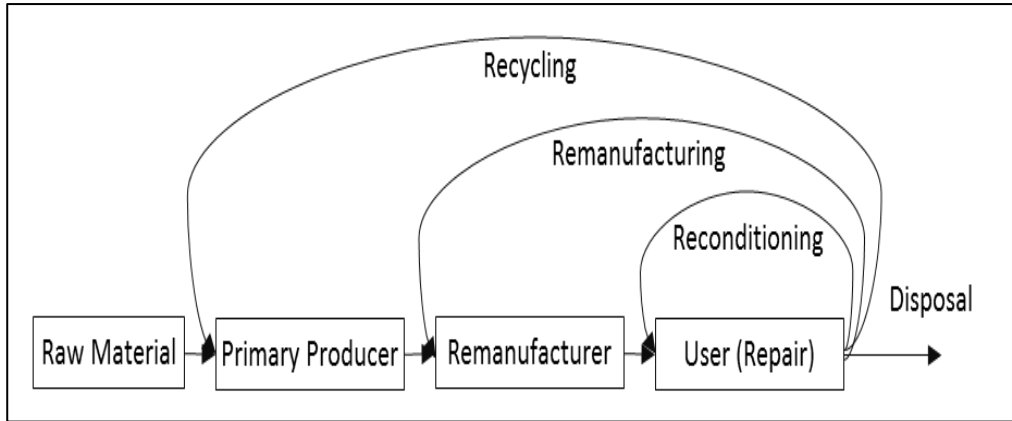 Recycling
Remanufacturing
Reconditioning
Disposal
Raw Material
Primary Producer
Remanufacturer
User (Repair)